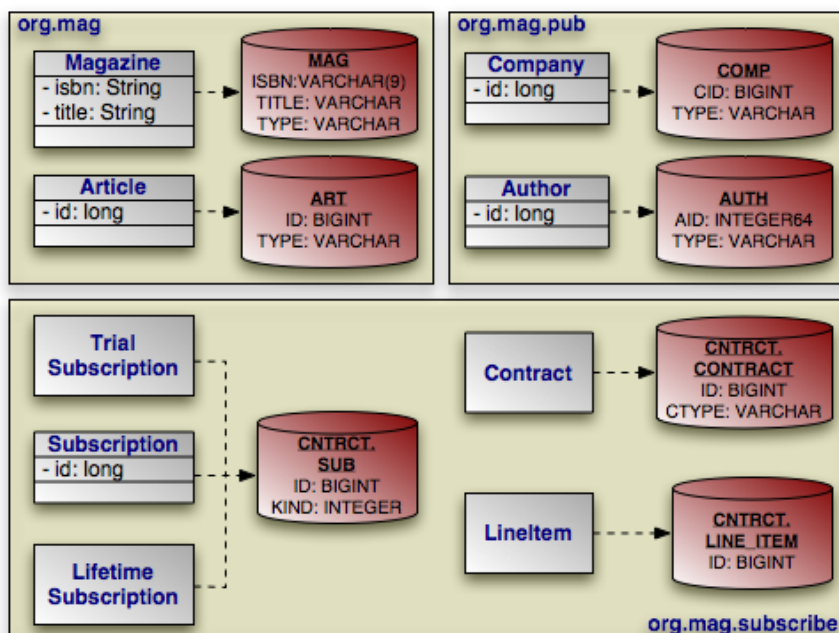 org.mag
Magazine
- isbn: String
- title: String
MAG
ISBN:VARCHAR(9)
TITLE: VARCHAR
TYPE: VARCHAR
Article
- id: long
ART
ID: BIGINT
TYPE: VARCHAR
org.mag.pub
Company
- id: long
COMP
CID: BIGINT
TYPE: VARCHAR
Author
- id: long
AUTH
AID: INTEGER64
TYPE: VARCHAR
Trial
Subscription
Subscription
- id: long
Lifetime
Subscription
CNTRCT.
SUB
ID: BIGINT
KIND: INTEGER
Contract
CNTRCT.
CONTRACT
ID: BIGINT
CTYPE: VARCHAR
LineItem
CNTRCT.
LINE_ITEM
ID: BIGINT
org.mag.subscribe